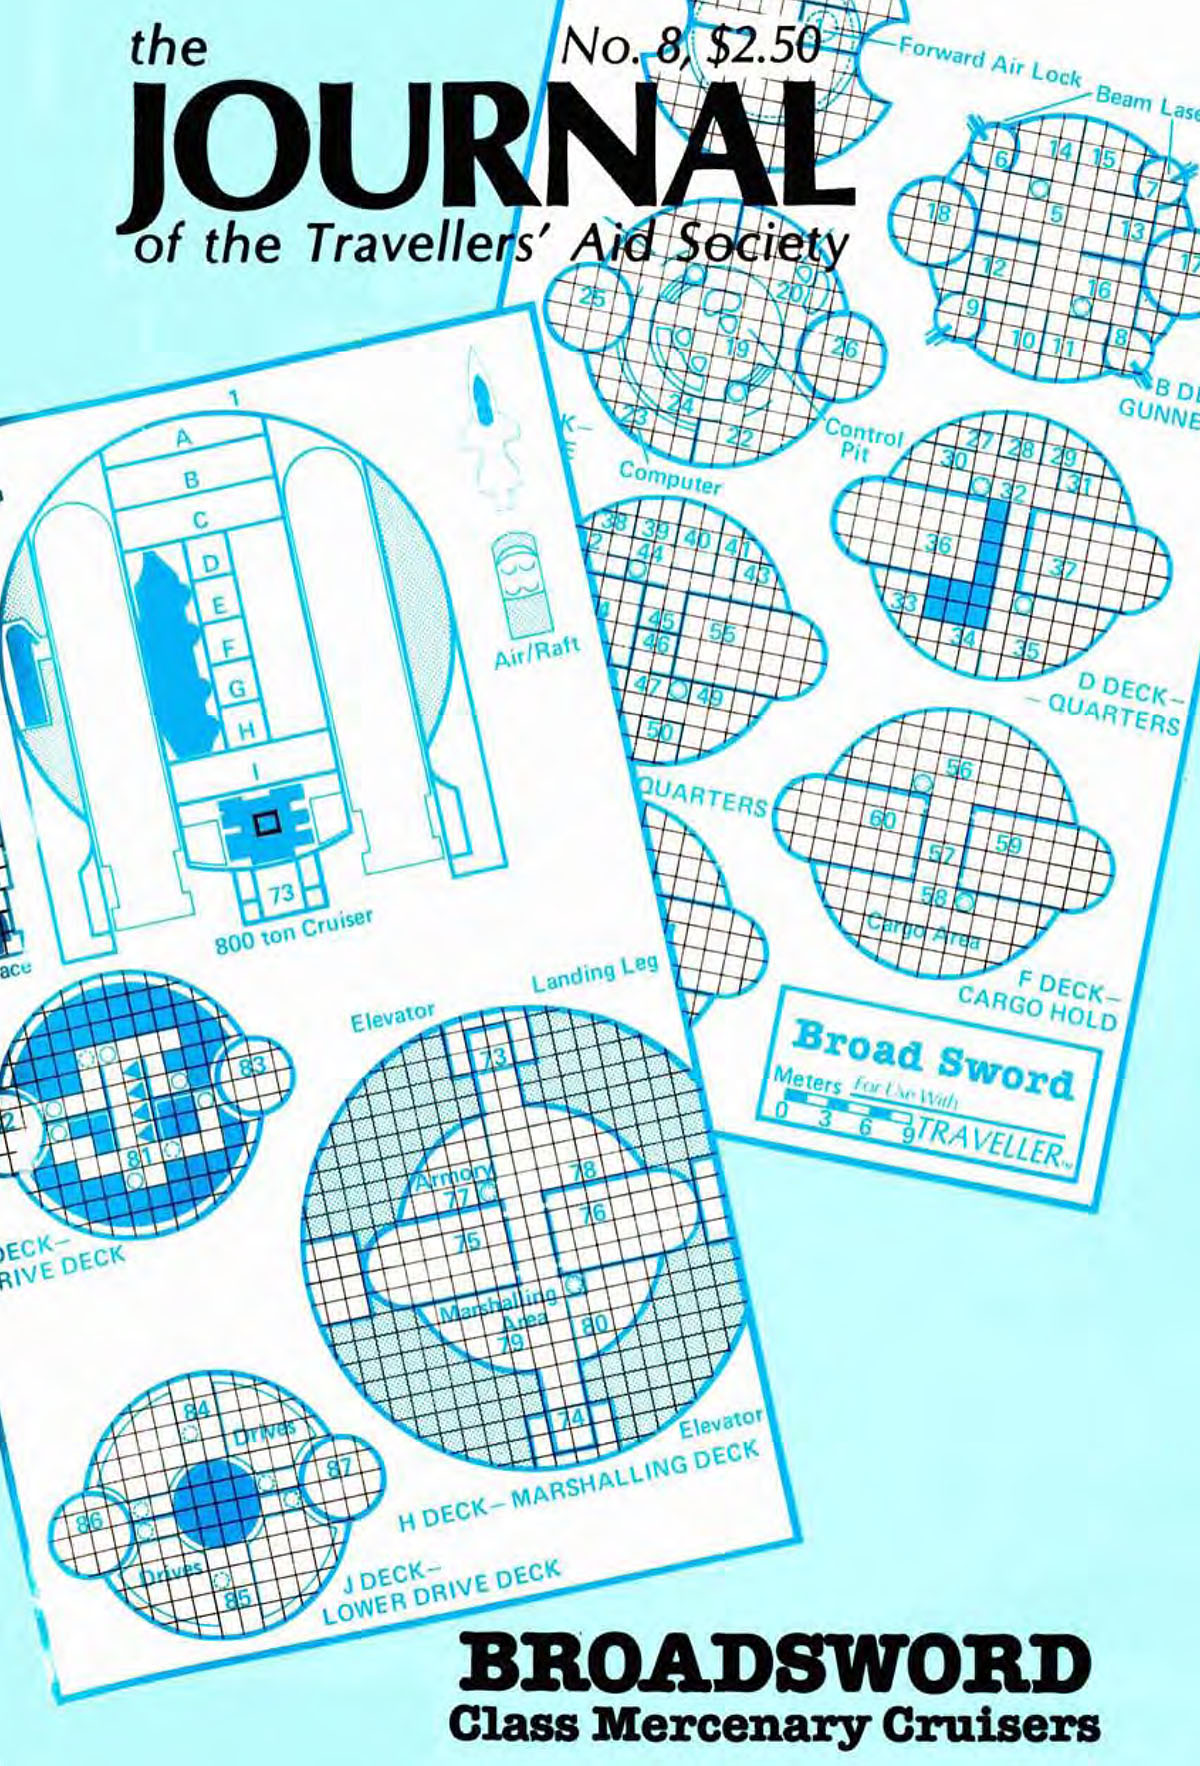 the
No. 8, $2.50
JOURNAL
of the Travellers' Aid Society
Forward Air Lock
Beam Lase
6
14
15
7
18
5
13
17
12
16
9
10
11
8
B DE
GUNNE
25
20
19
26
24
23
22
Control
Pit
Computer
27
28
29
30
31
32
36
37
33
34
35
D DECK—
— QUARTERS
38
39
40
41
44
43
45
55
46
47
49
50
QUARTERS
56
60
59
57
58
Cargo Area
F DECK—
CARGO HOLD
Broad Sword
Meters
For Use With
0
3
6
9
TRAVELLER
1
A
B
C
D
E
F
G
H
I
73
800 ton Cruiser
Air/Raft
83
81
DECK—
RIVE DECK
Elevator
Landing Leg
73
Armory
77
78
76
75
Marshalling
Area
79
80
74
Elevator
H DECK— MARSHALLING DECK
84
Drives
87
86
Drives
85
J DECK—
LOWER DRIVE DECK
BROADSWORD
Class Mercenary Cruisers